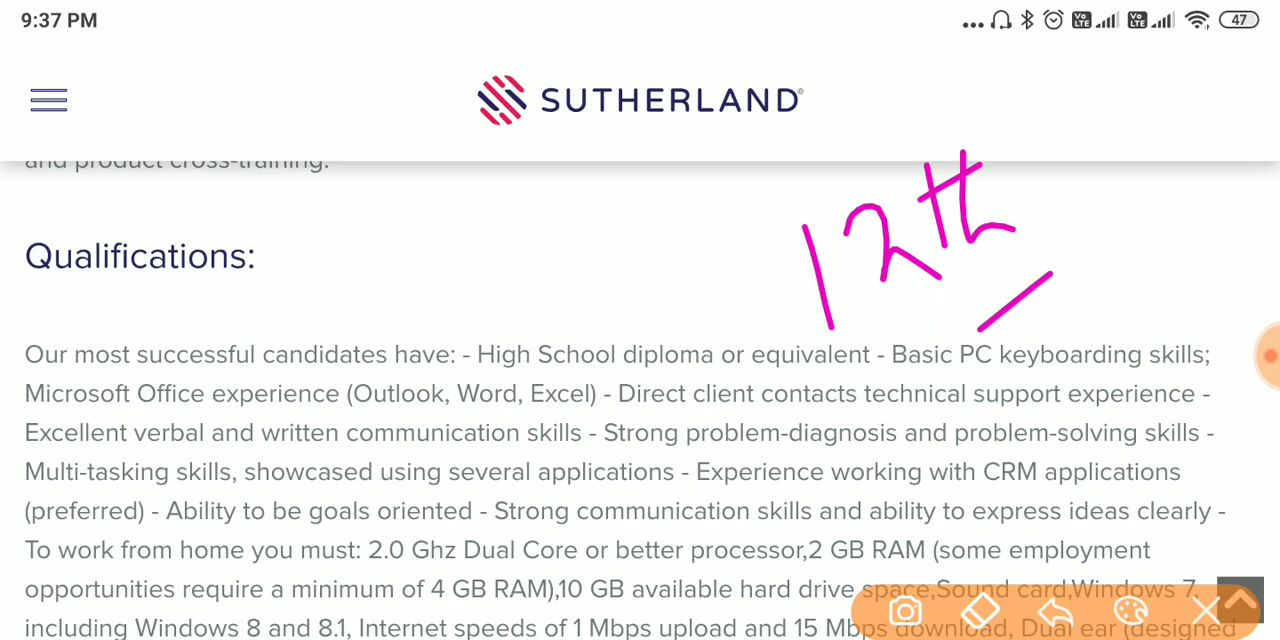 9:37 PM
Vo LTE Vo LTE 47
SUTHERLAND®
and product cross-training.
12th
Qualifications:
Our most successful candidates have: - High School diploma or equivalent - Basic PC keyboarding skills;
Microsoft Office experience (Outlook, Word, Excel) - Direct client contacts technical support experience -
Excellent verbal and written communication skills - Strong problem-diagnosis and problem-solving skills -
Multi-tasking skills, showcased using several applications - Experience working with CRM applications
(preferred) - Ability to be goals oriented - Strong communication skills and ability to express ideas clearly -
To work from home you must: 2.0 Ghz Dual Core or better processor,2 GB RAM (some employment
opportunities require a minimum of 4 GB RAM),10 GB available hard drive space,Sound card,Windows 7,
including Windows 8 and 8.1, Internet speeds of 1 Mbps upload and 15 Mbps download, Dual ear (designed